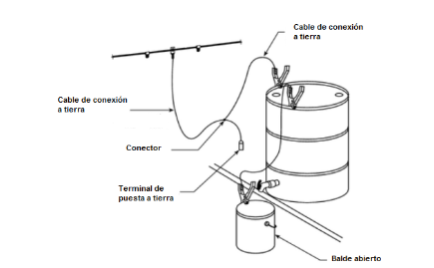 Cable de conexión
a tierra
Cable de conexión
a tierra
Conector
Terminal de
puesta a tierra
Balde abierto